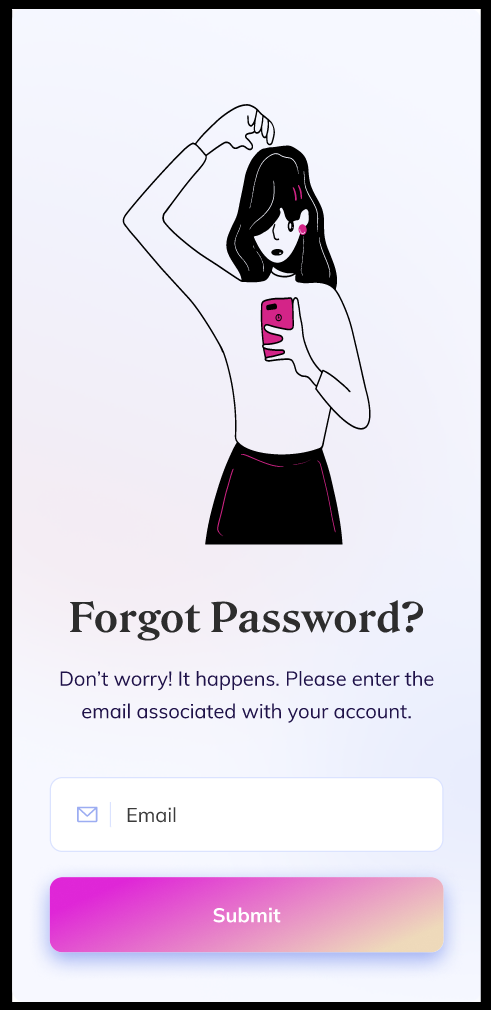 Forgot Password?
Don’t worry! It happens. Please enter the
email associated with your account.
Email
Submit